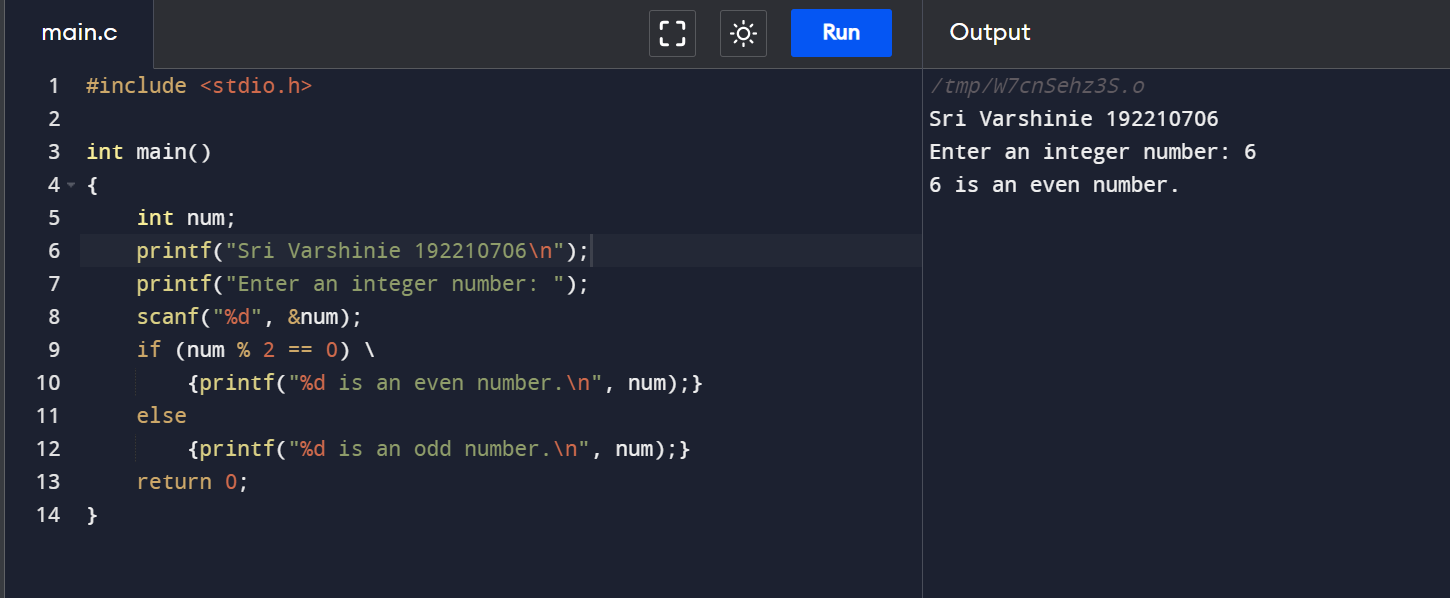 main.c
Run
Output
1 #include <stdio.h>
2
3 int main()
4 {
5     int num;
6     printf("Sri Varshinie 192210706\n");
7     printf("Enter an integer number: ");
8     scanf("%d", &num);
9     if (num % 2 == 0) \
10         {printf("%d is an even number.\n", num);}
11     else
12         {printf("%d is an odd number.\n", num);}
13     return 0;
14 }
/tmp/W7cnSehz3S.o
Sri Varshinie 192210706
Enter an integer number: 6
6 is an even number.